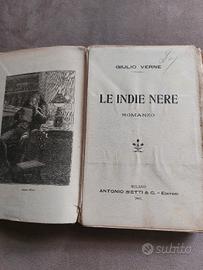 GIULIO VERNE
LE INDIE NERE
ROMANZO
MILANO
ANTONIO BIETTI & C. - EDITORI
subito